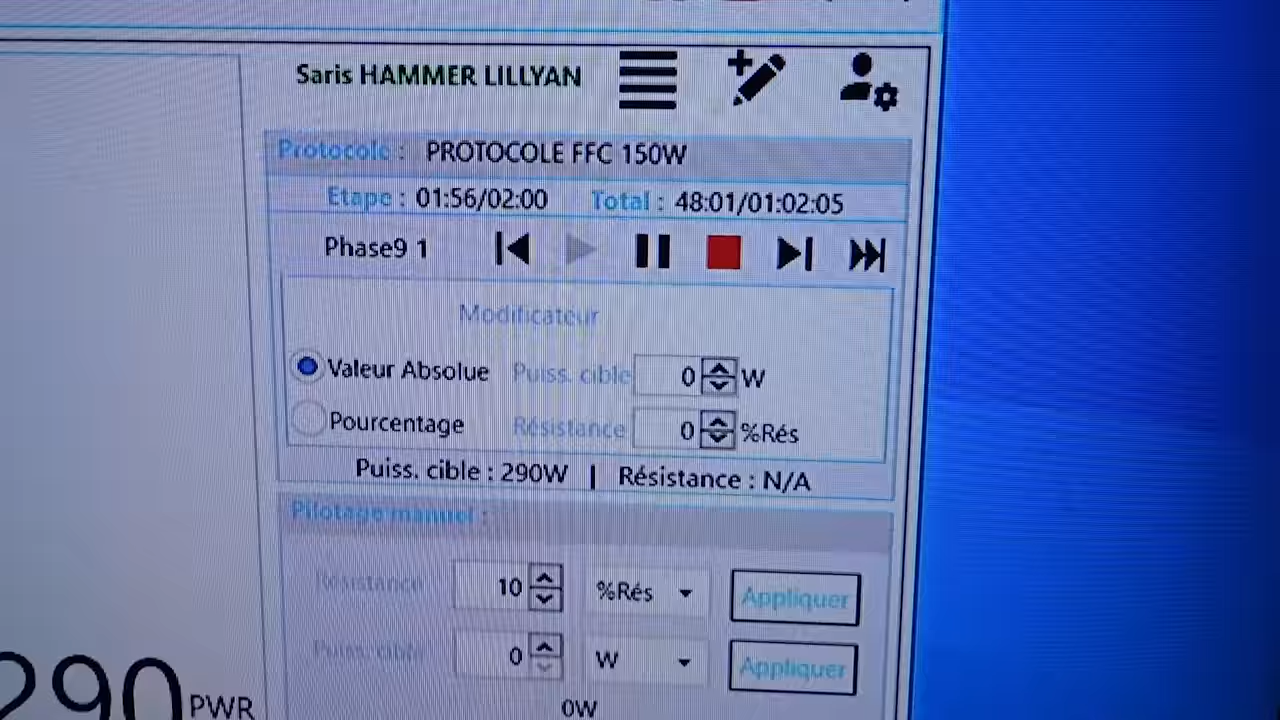 Saris HAMMER LILLYAN
Protocole : PROTOCOLE FFC 150W
Etape : 01:56/02:00 Total : 48:01/01:02:05
Phase9 1
Modificateur
Valeur Absolue Puiss. cible 0 W
Pourcentage Résistance 0 %Rés
Puiss. cible : 290W | Résistance : N/A
Pilotage manuel :
Résistance 10 %Rés Appliquer
Puiss. cible 0 W Appliquer
290 PWR 0W